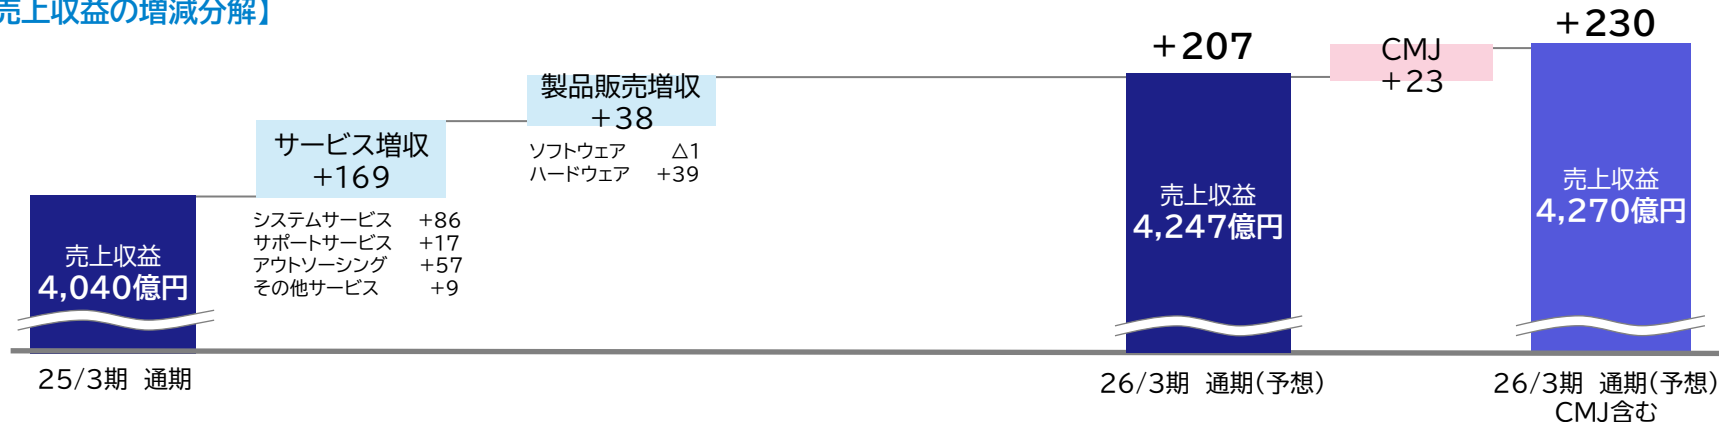 売上収益の増減分解】
+207
+230
CMJ
+23
製品販売増収
+38
ソフトウェア △1
ハードウェア +39
サービス増収
+169
システムサービス +86
サポートサービス +17
アウトソーシング +57
その他サービス +9
売上収益
4,040億円
売上収益
4,247億円
売上収益
4,270億円
25/3期 通期
26/3期 通期(予想)
26/3期 通期(予想)
CMJ含む